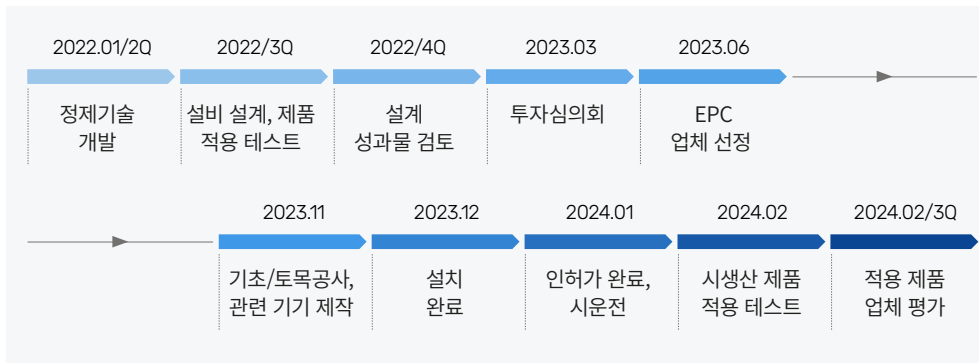 2022.01/2Q
2022/3Q
2022/4Q
2023.03
2023.06
정제기술
개발
설비 설계, 제품
적용 테스트
설계
성과물 검토
투자심의회
EPC
업체 선정
2023.11
2023.12
2024.01
2024.02
2024.02/3Q
기초/토목공사,
관련 기기 제작
설치
완료
인허가 완료,
시운전
시생산 제품
적용 테스트
적용 제품
업체 평가